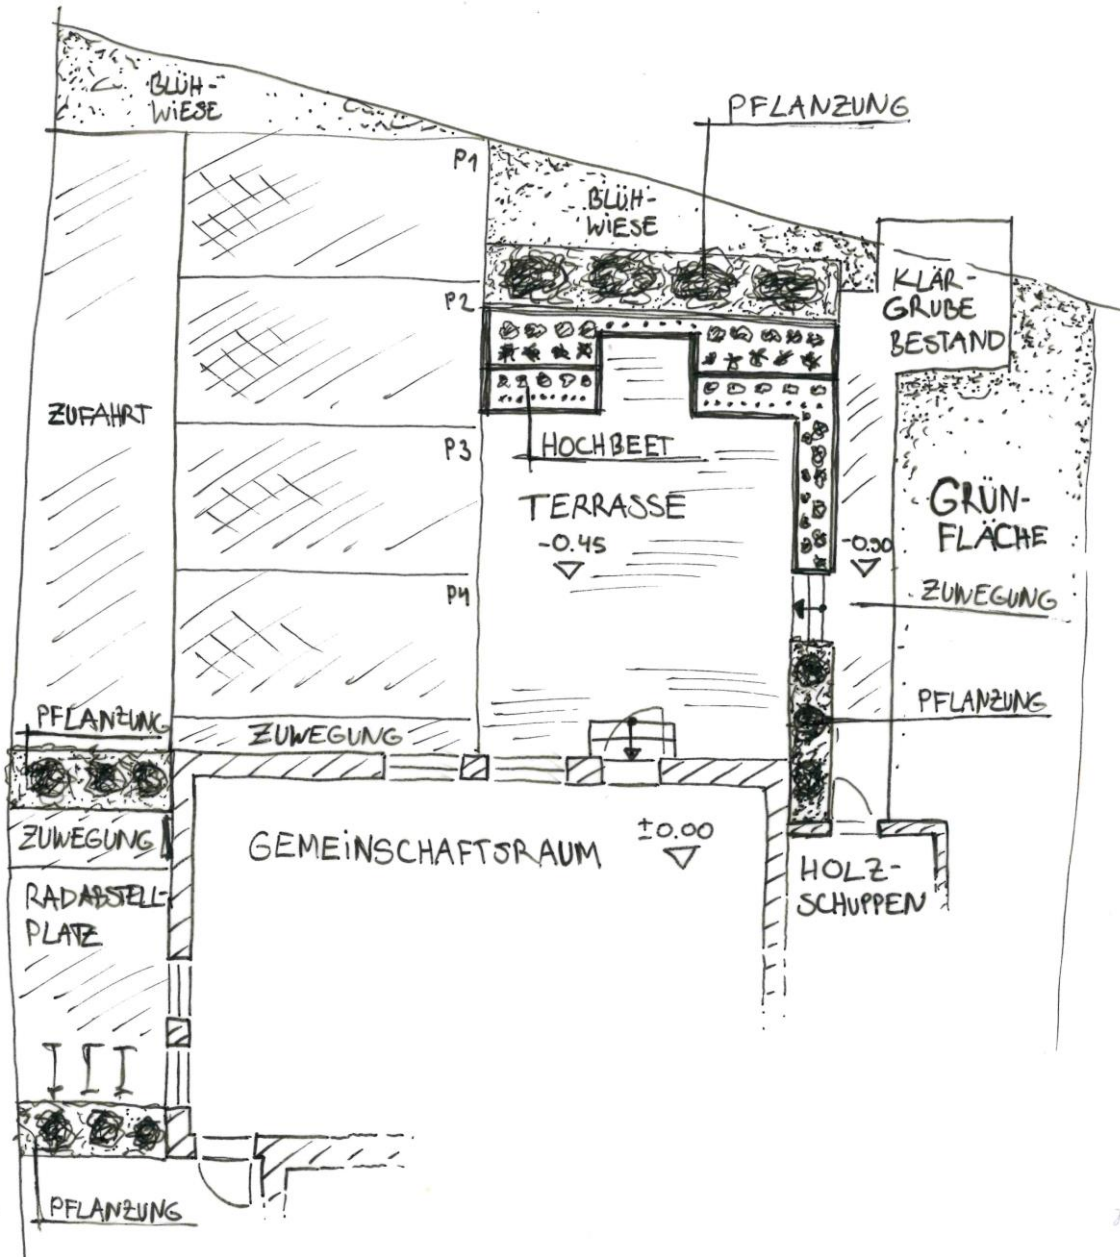 BLÜH-
WIESE
PFLANZUNG
P1
BLÜH-
WIESE
KLÄR-
GRUBE
BESTAND
P2
ZUFAHRT
P3
HOCHBEET
TERRASSE
-0.45
GRÜN-
FLÄCHE
-0.90
ZUWEGUNG
P4
PFLANZUNG
PFLANZUNG
ZUWEGUNG
ZUWEGUNG
GEMEINSCHAFTSRAUM
±0.00
HOLZ-
SCHUPPEN
RADABSTELL-
PLATZ
PFLANZUNG